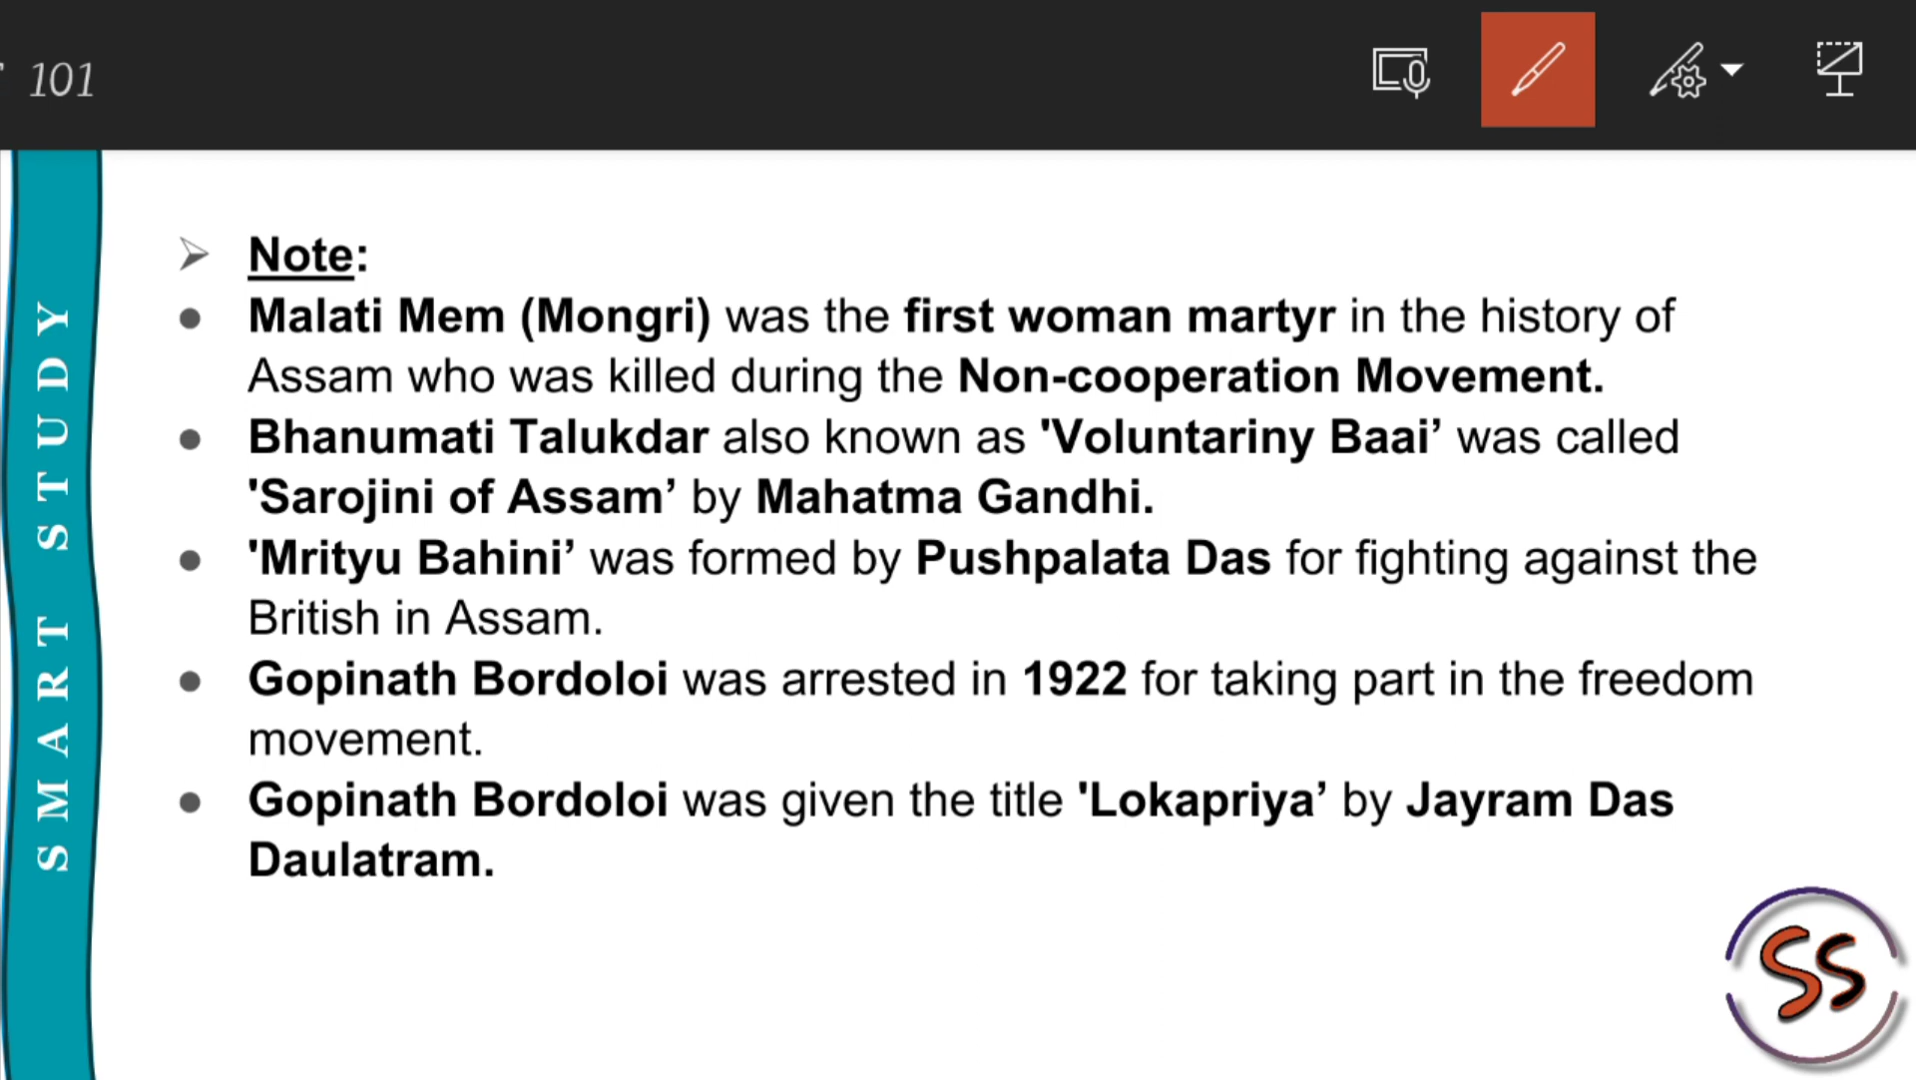 101
SMART STUDY
Note:
Malati Mem (Mongri) was the first woman martyr in the history of
Assam who was killed during the Non-cooperation Movement.
Bhanumati Talukdar also known as 'Voluntariny Baai’ was called
'Sarojini of Assam’ by Mahatma Gandhi.
'Mrityu Bahini’ was formed by Pushpalata Das for fighting against the
British in Assam.
Gopinath Bordoloi was arrested in 1922 for taking part in the freedom
movement.
Gopinath Bordoloi was given the title 'Lokapriya’ by Jayram Das
Daulatram.
SS